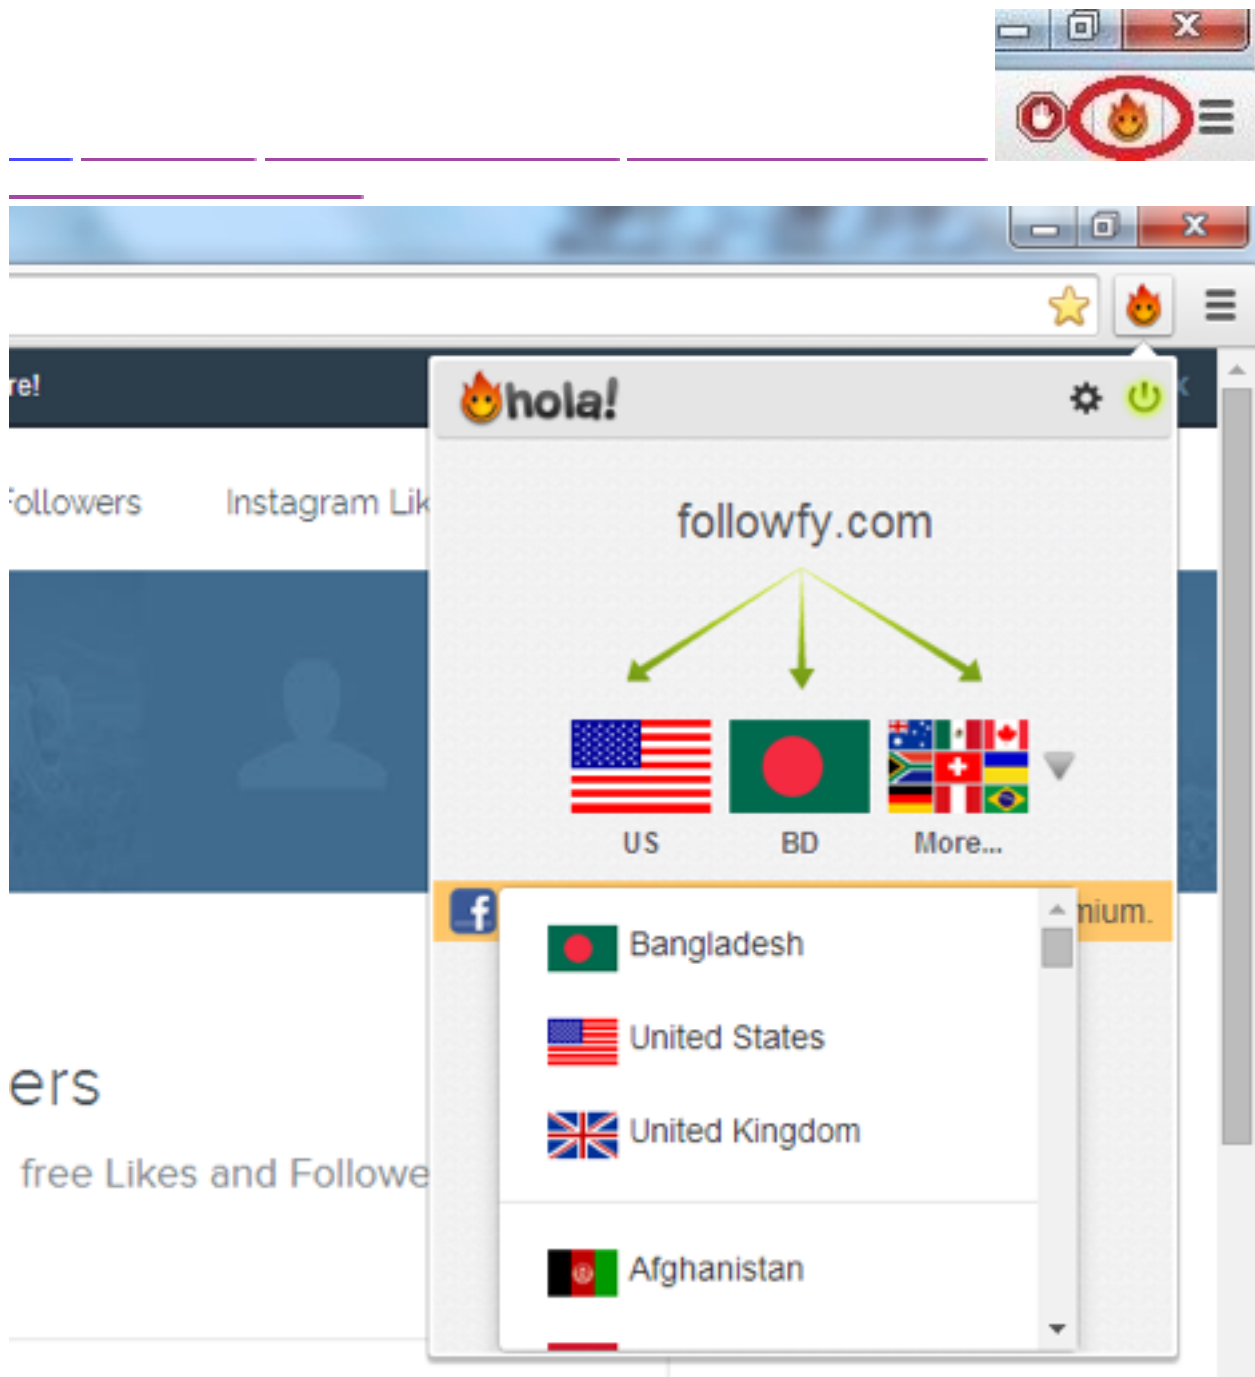 re!
hola!
ollowers Instagram Lik
followfy.com
US BD More...
mium.
Bangladesh
United States
United Kingdom
ers
free Likes and Followe
Afghanistan